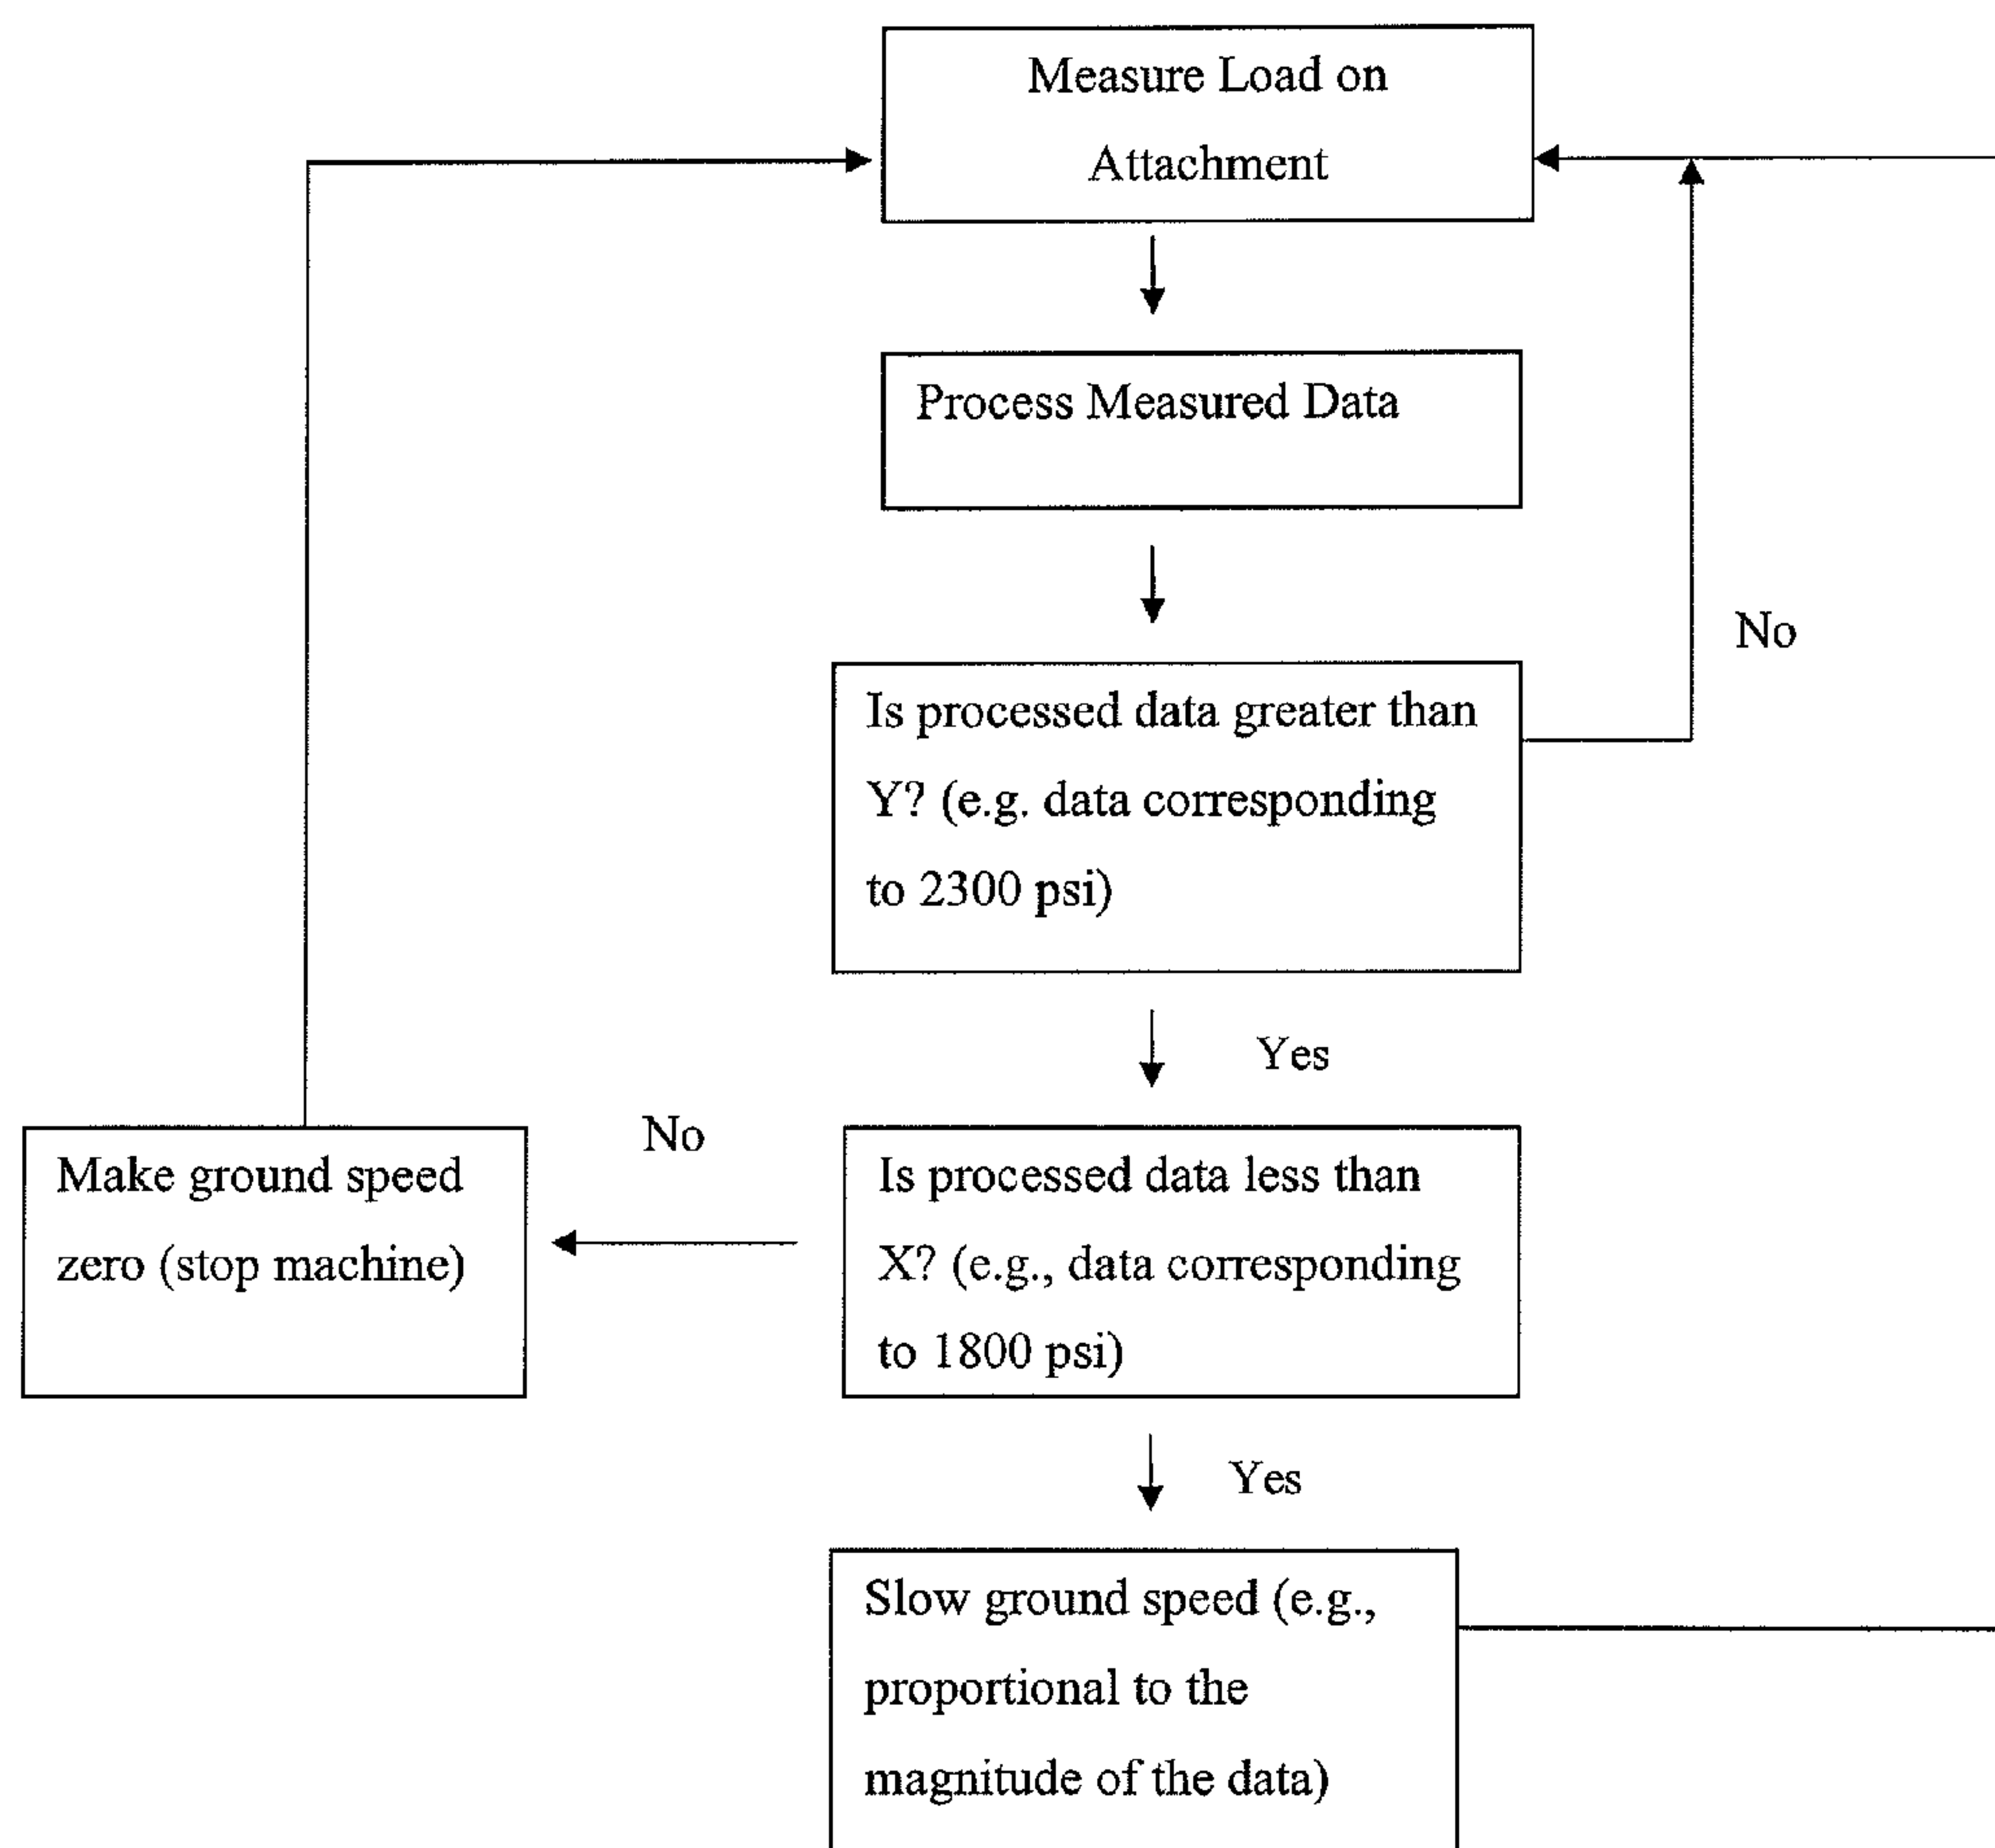 Measure Load on
Attachment
Process Measured Data
No
Is processed data greater than
Y? (e.g. data corresponding
to 2300 psi)
Yes
No
Make ground speed
zero (stop machine)
Is processed data less than
X? (e.g., data corresponding
to 1800 psi)
Yes
Slow ground speed (e.g.,
proportional to the
magnitude of the data)